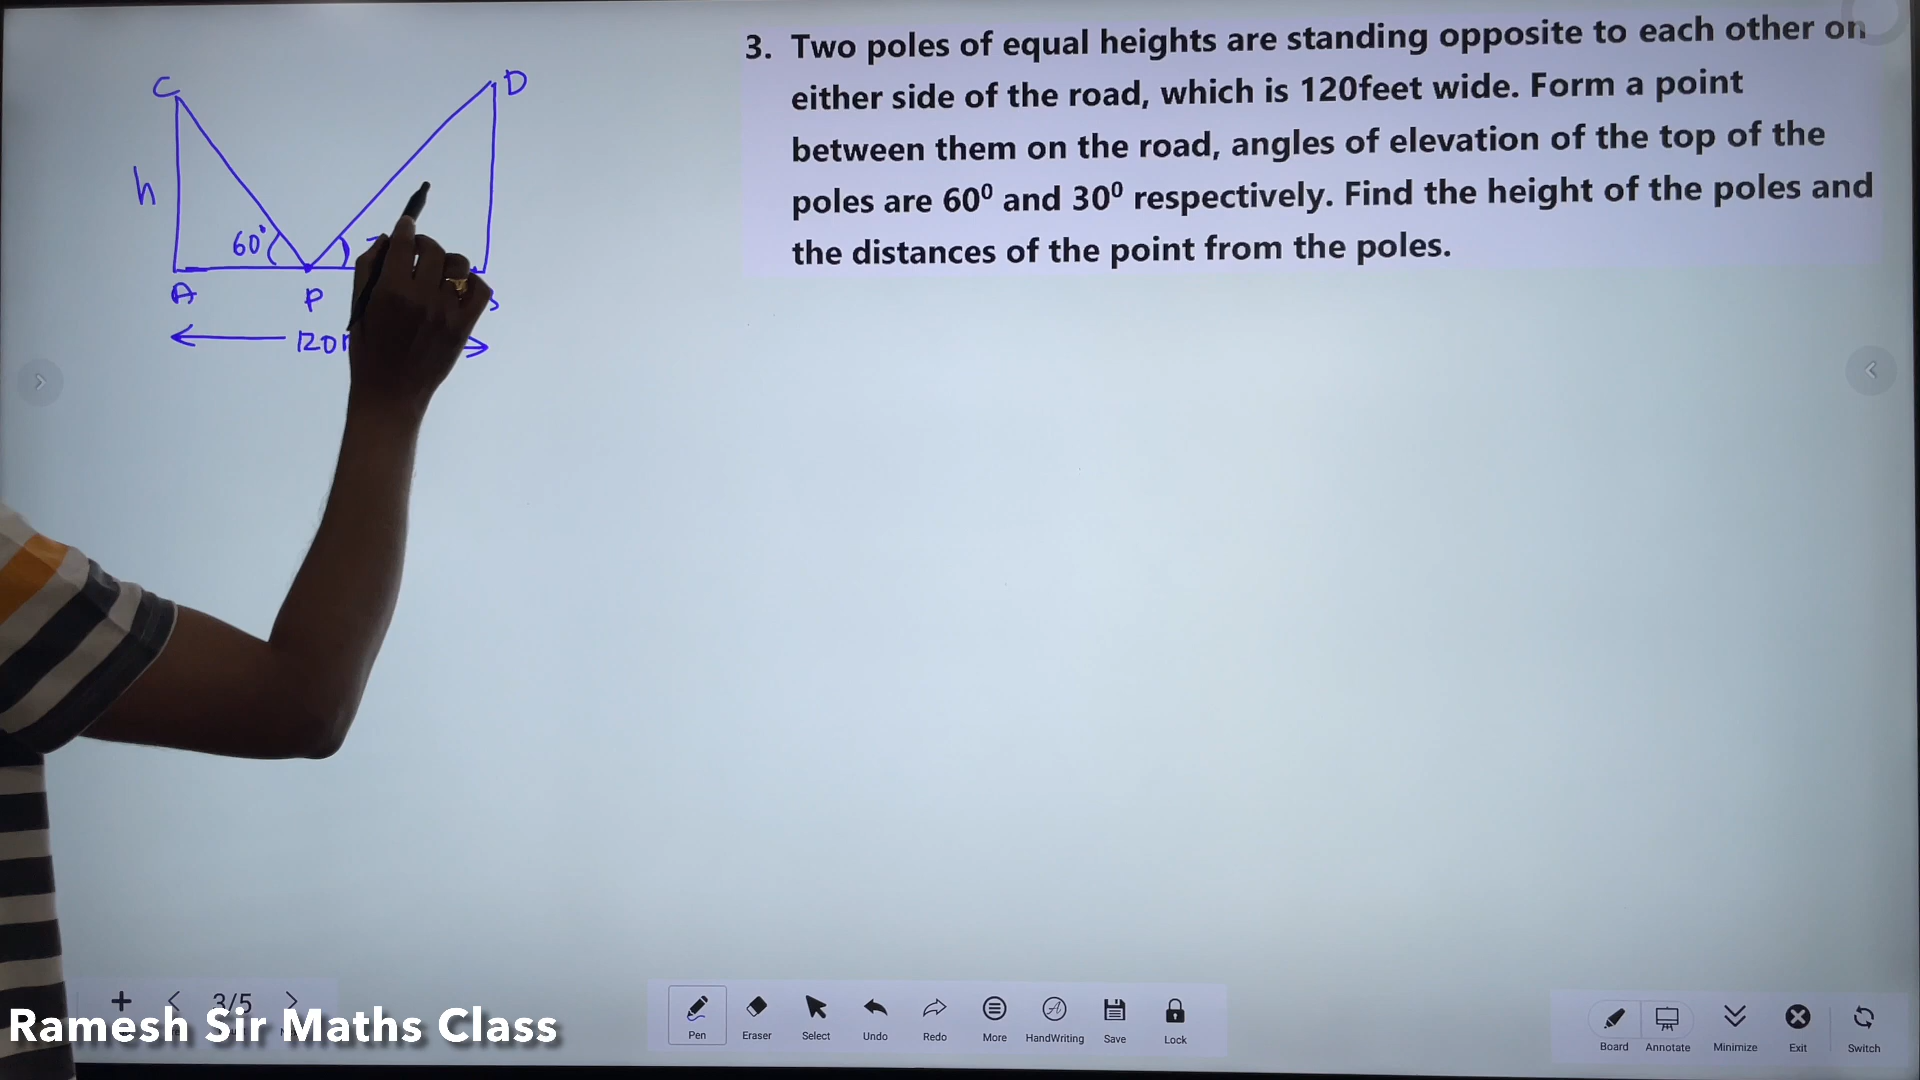 3. Two poles of equal heights are standing opposite to each other on
either side of the road, which is 120feet wide. Form a point
between them on the road, angles of elevation of the top of the
poles are 60⁰ and 30⁰ respectively. Find the height of the poles and
the distances of the point from the poles.
C
D
h
60°
A
P
120
+ < 3/5 >
Ramesh Sir Maths Class
Pen Eraser Select Undo Redo More HandWriting Save Lock
Board Annotate Minimize Exit Switch